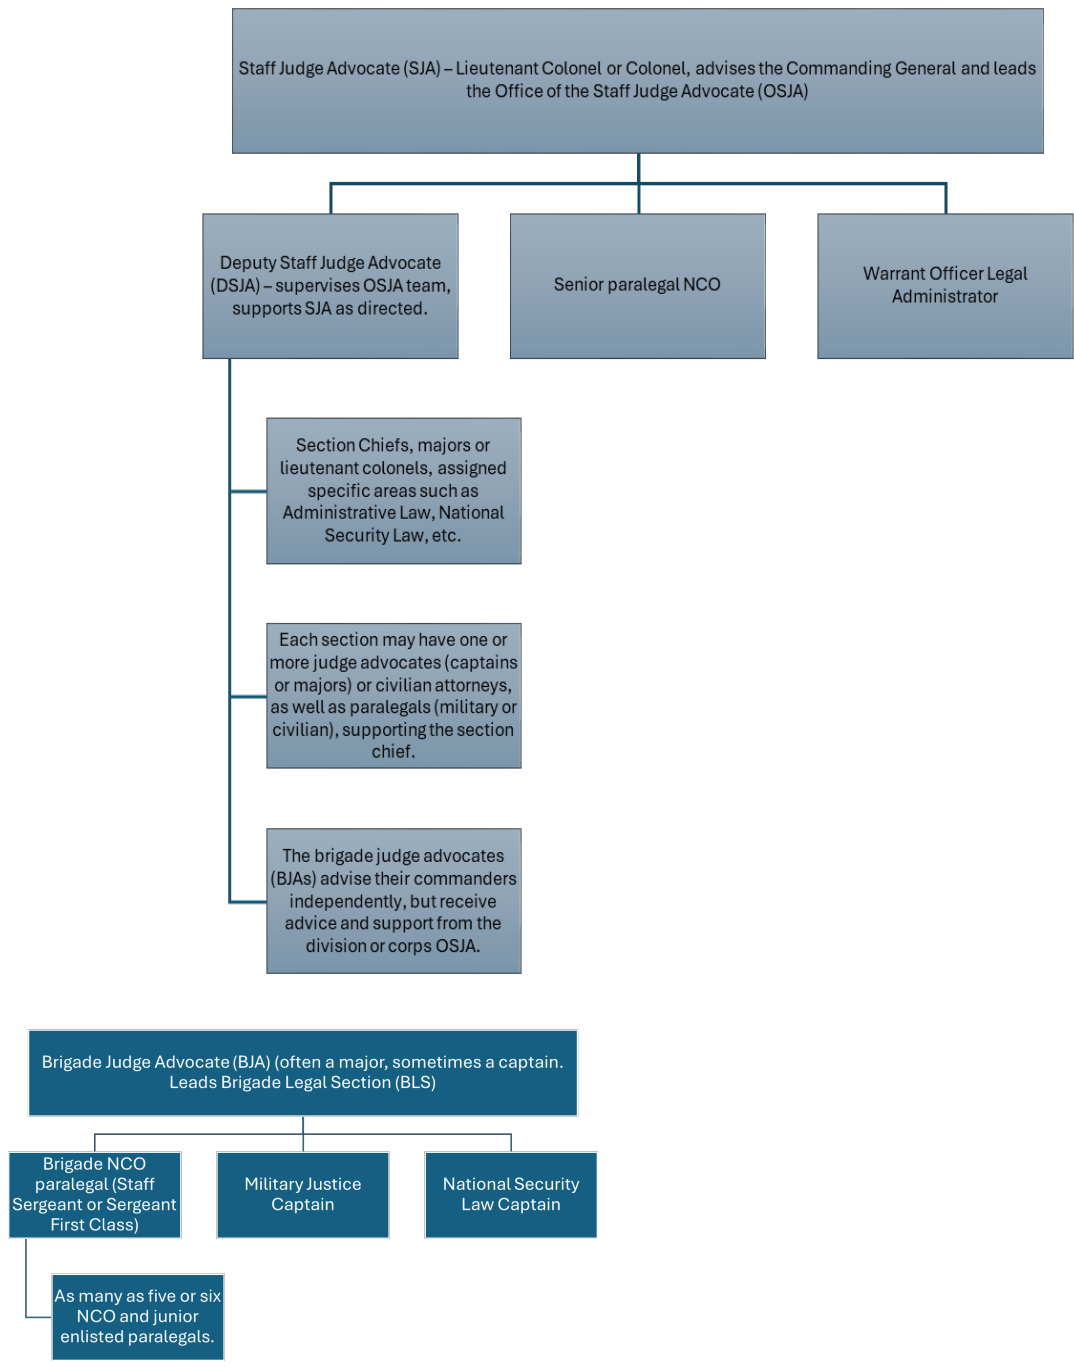 Staff Judge Advocate (SJA) – Lieutenant Colonel or Colonel, advises the Commanding General and leads
the Office of the Staff Judge Advocate (OSJA)
Deputy Staff Judge Advocate
(DSJA) – supervises OSJA team,
supports SJA as directed.
Senior paralegal NCO
Warrant Officer Legal
Administrator
Section Chiefs, majors or
lieutenant colonels, assigned
specific areas such as
Administrative Law, National
Security Law, etc.
Each section may have one or
more judge advocates (captains
or majors) or civilian attorneys,
as well as paralegals (military or
civilian), supporting the section
chief.
The brigade judge advocates
(BJAs) advise their commanders
independently, but receive
advice and support from the
division or corps OSJA.
Brigade Judge Advocate (BJA) (often a major, sometimes a captain.
Leads Brigade Legal Section (BLS)
Brigade NCO
paralegal (Staff
Sergeant or Sergeant
First Class)
Military Justice
Captain
National Security
Law Captain
As many as five or six
NCO and junior
enlisted paralegals.